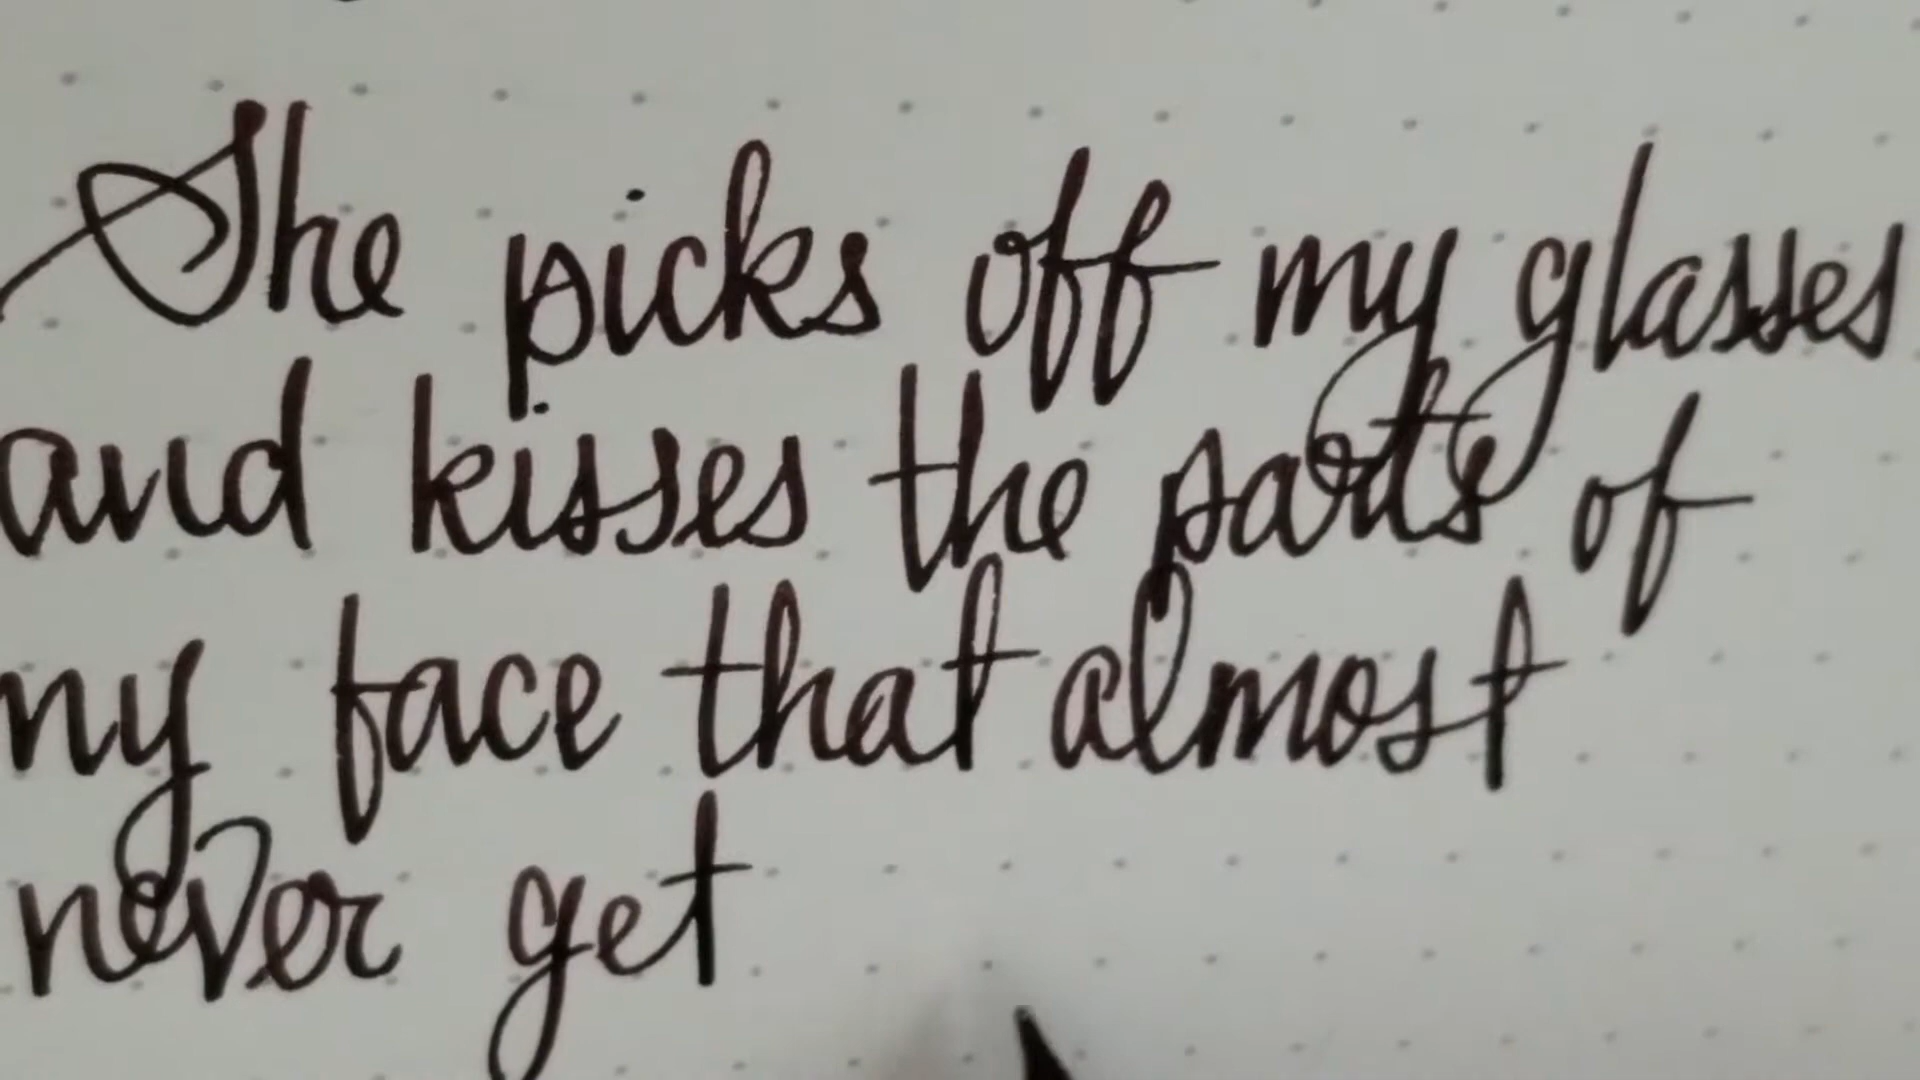 She picks off my glasses
and kisses the parts of
my face that almost
never get